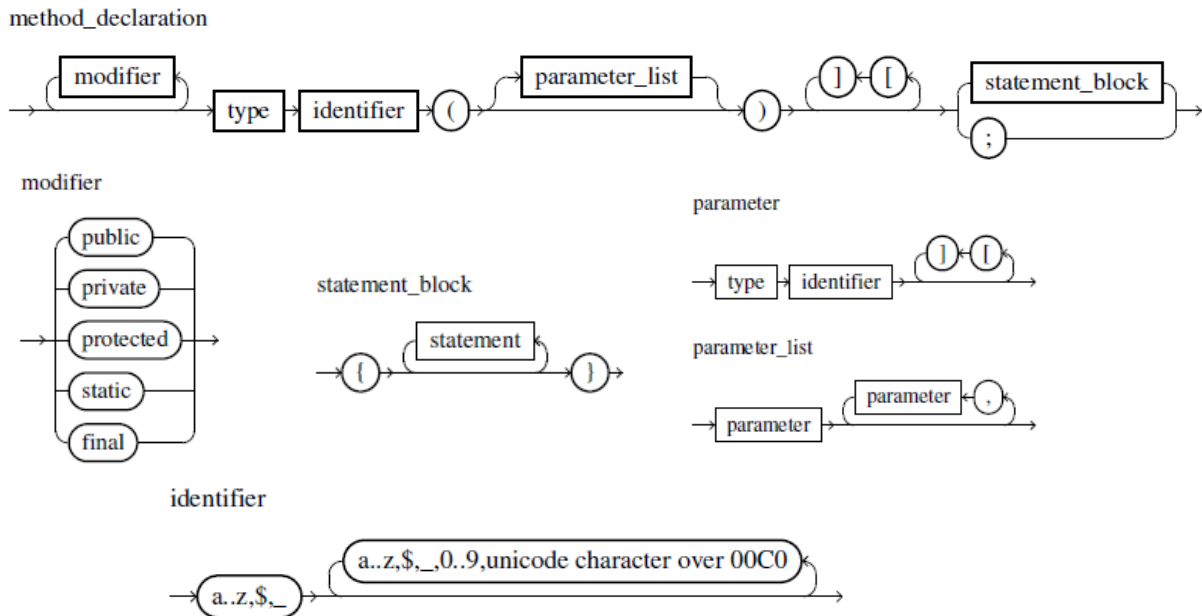 method_declaration
modifier parameter_list ] [ statement_block
type identifier ( ) ;
modifier
public
private
protected
static
final
statement_block
statement
{ }
parameter
] [
type identifier
parameter_list
parameter ,
parameter
identifier
a..z,$,_,0..9,unicode character over 00C0
a..z,$,_